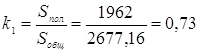 k₁ = Sпол. / Sобщ = 1962 / 2677,16 = 0,73